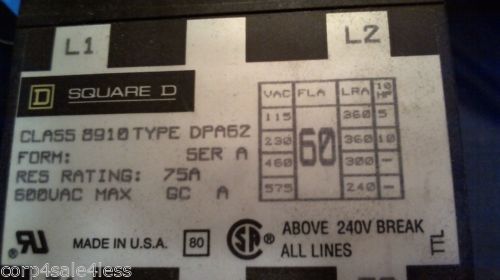 L1 L2
D SQUARE D
CLASS 8910 TYPE DPA62
FORM: SER A
RES RATING: 75A
600VAC MAX GC A
VAC FLA LRA 1Ø HP
115 60 360 5
230 360 10
460 300 -
575 240 -
MADE IN U.S.A. 80 ABOVE 240V BREAK
ALL LINES
corp4sale4less